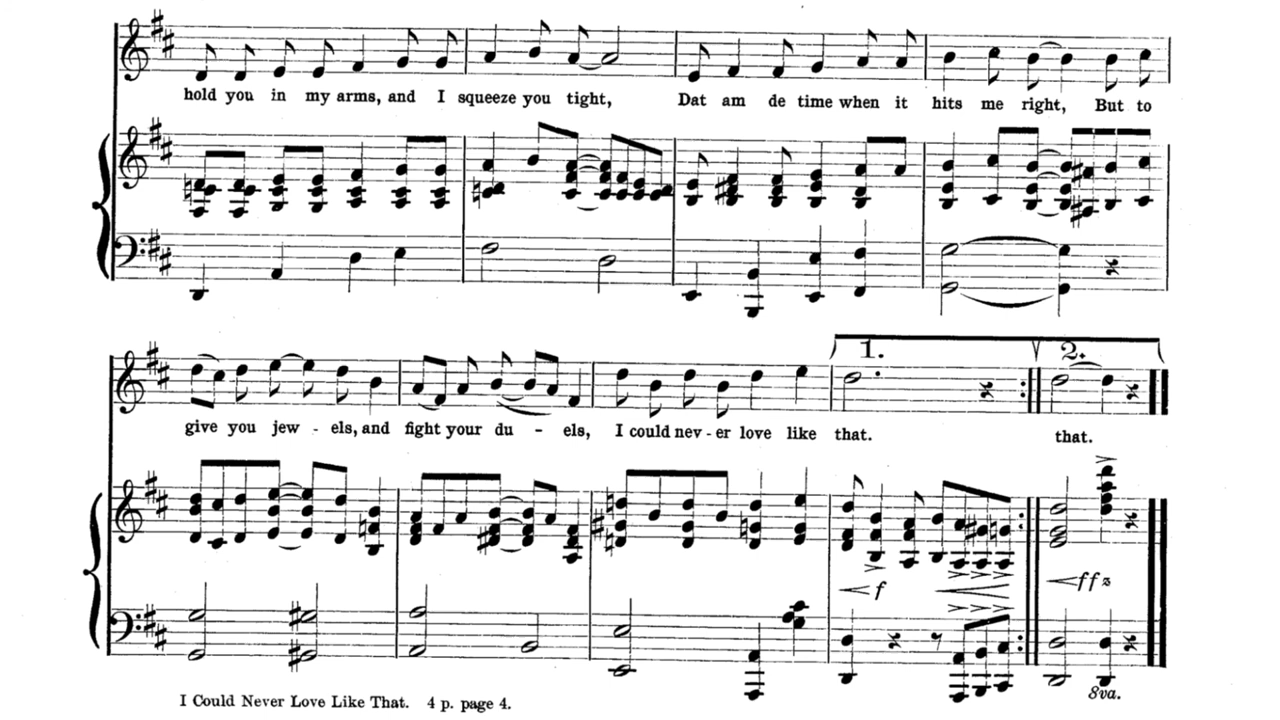 hold you in my arms, and I squeeze you tight, Dat am de time when it hits me right, But to
1. 2.
give you jew - els, and fight your du - els, I could nev - er love like that. that.
f ffz
8va.
I Could Never Love Like That. 4 p. page 4.